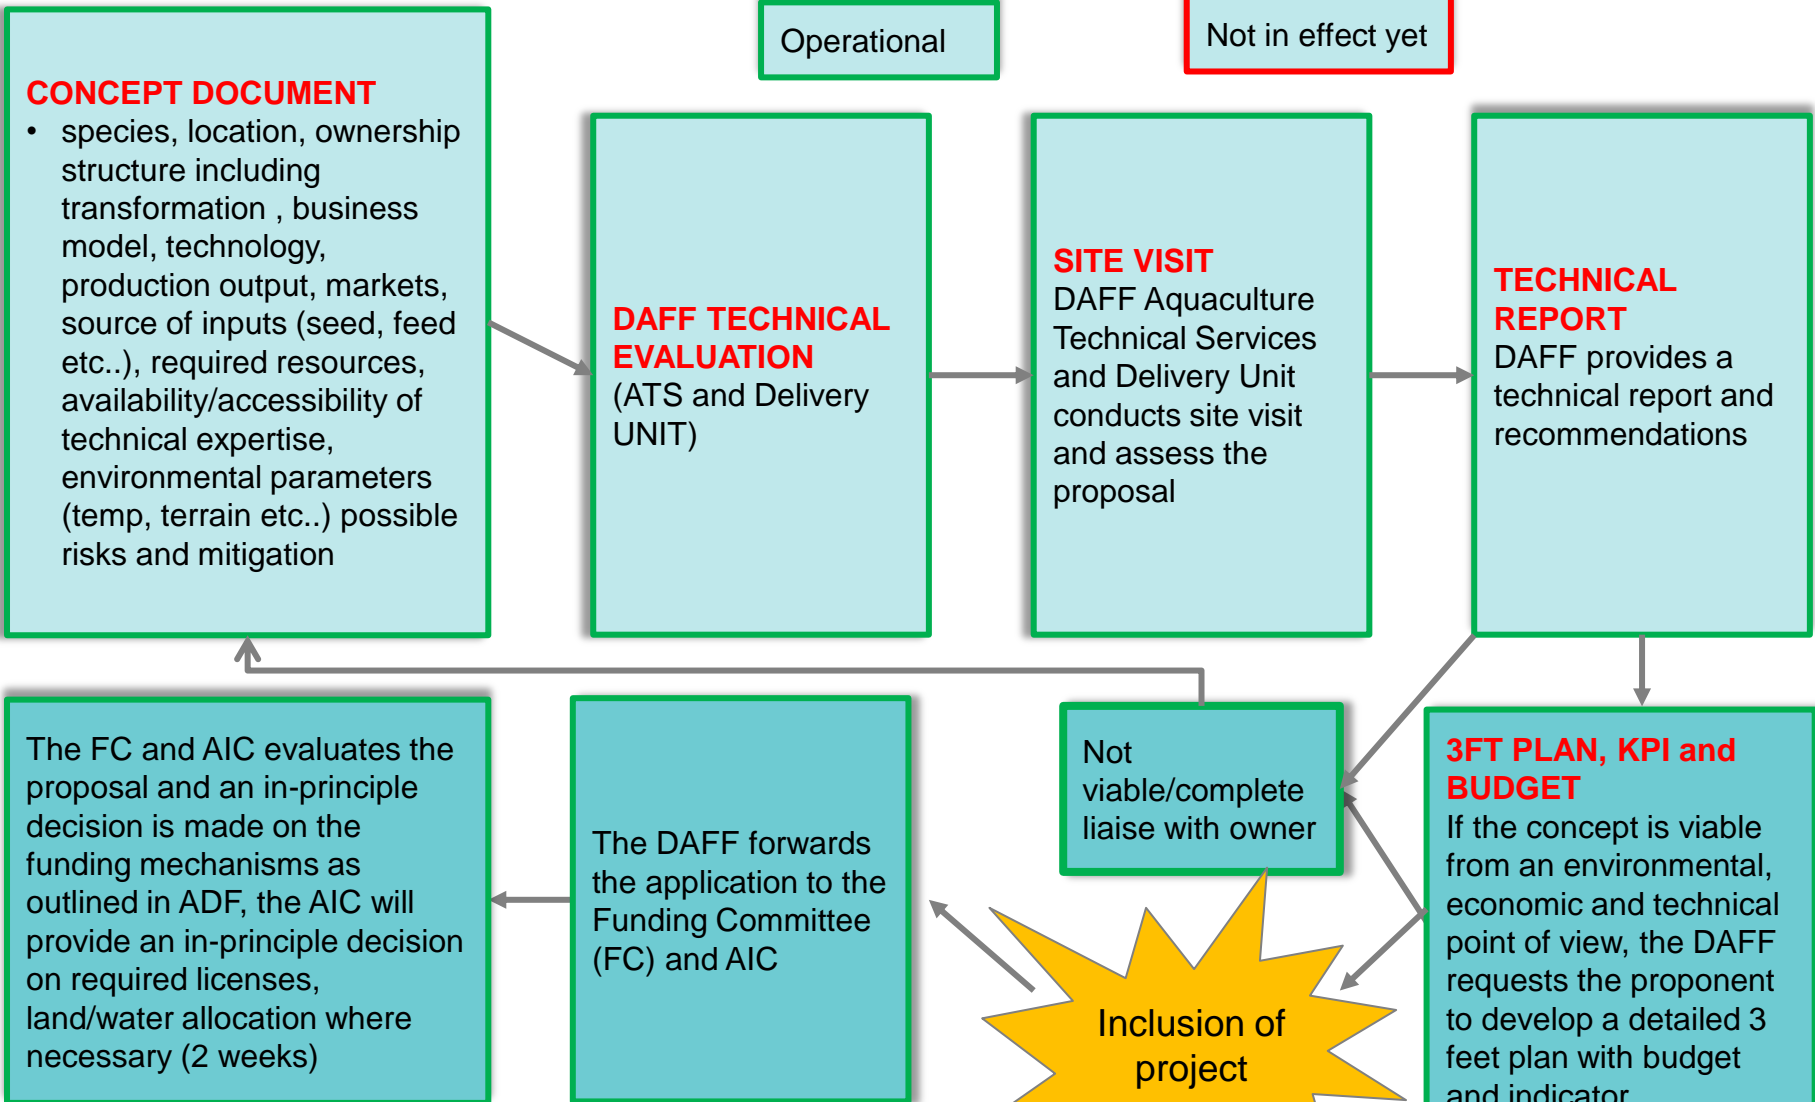 Operational
Not in effect yet
CONCEPT DOCUMENT
• species, location, ownership
structure including
transformation , business
model, technology,
production output, markets,
source of inputs (seed, feed
etc..), required resources,
availability/accessibility of
technical expertise,
environmental parameters
(temp, terrain etc..) possible
risks and mitigation
DAFF TECHNICAL
EVALUATION
(ATS and Delivery
UNIT)
SITE VISIT
DAFF Aquaculture
Technical Services
and Delivery Unit
conducts site visit
and assess the
proposal
TECHNICAL
REPORT
DAFF provides a
technical report and
recommendations
The FC and AIC evaluates the
proposal and an in-principle
decision is made on the
funding mechanisms as
outlined in ADF, the AIC will
provide an in-principle decision
on required licenses,
land/water allocation where
necessary (2 weeks)
The DAFF forwards
the application to the
Funding Committee
(FC) and AIC
Not
viable/complete
liaise with owner
Inclusion of
project
3FT PLAN, KPI and
BUDGET
If the concept is viable
from an environmental,
economic and technical
point of view, the DAFF
requests the proponent
to develop a detailed 3
feet plan with budget
and indicator